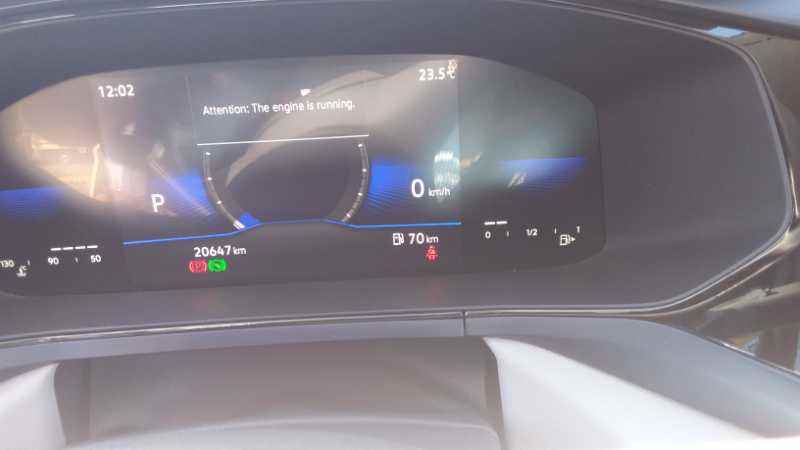 12:02
23.5°C
Attention: The engine is running.
P
0 km/h
130 90 50
0 1/2 1
20647 km
70 km
(P)